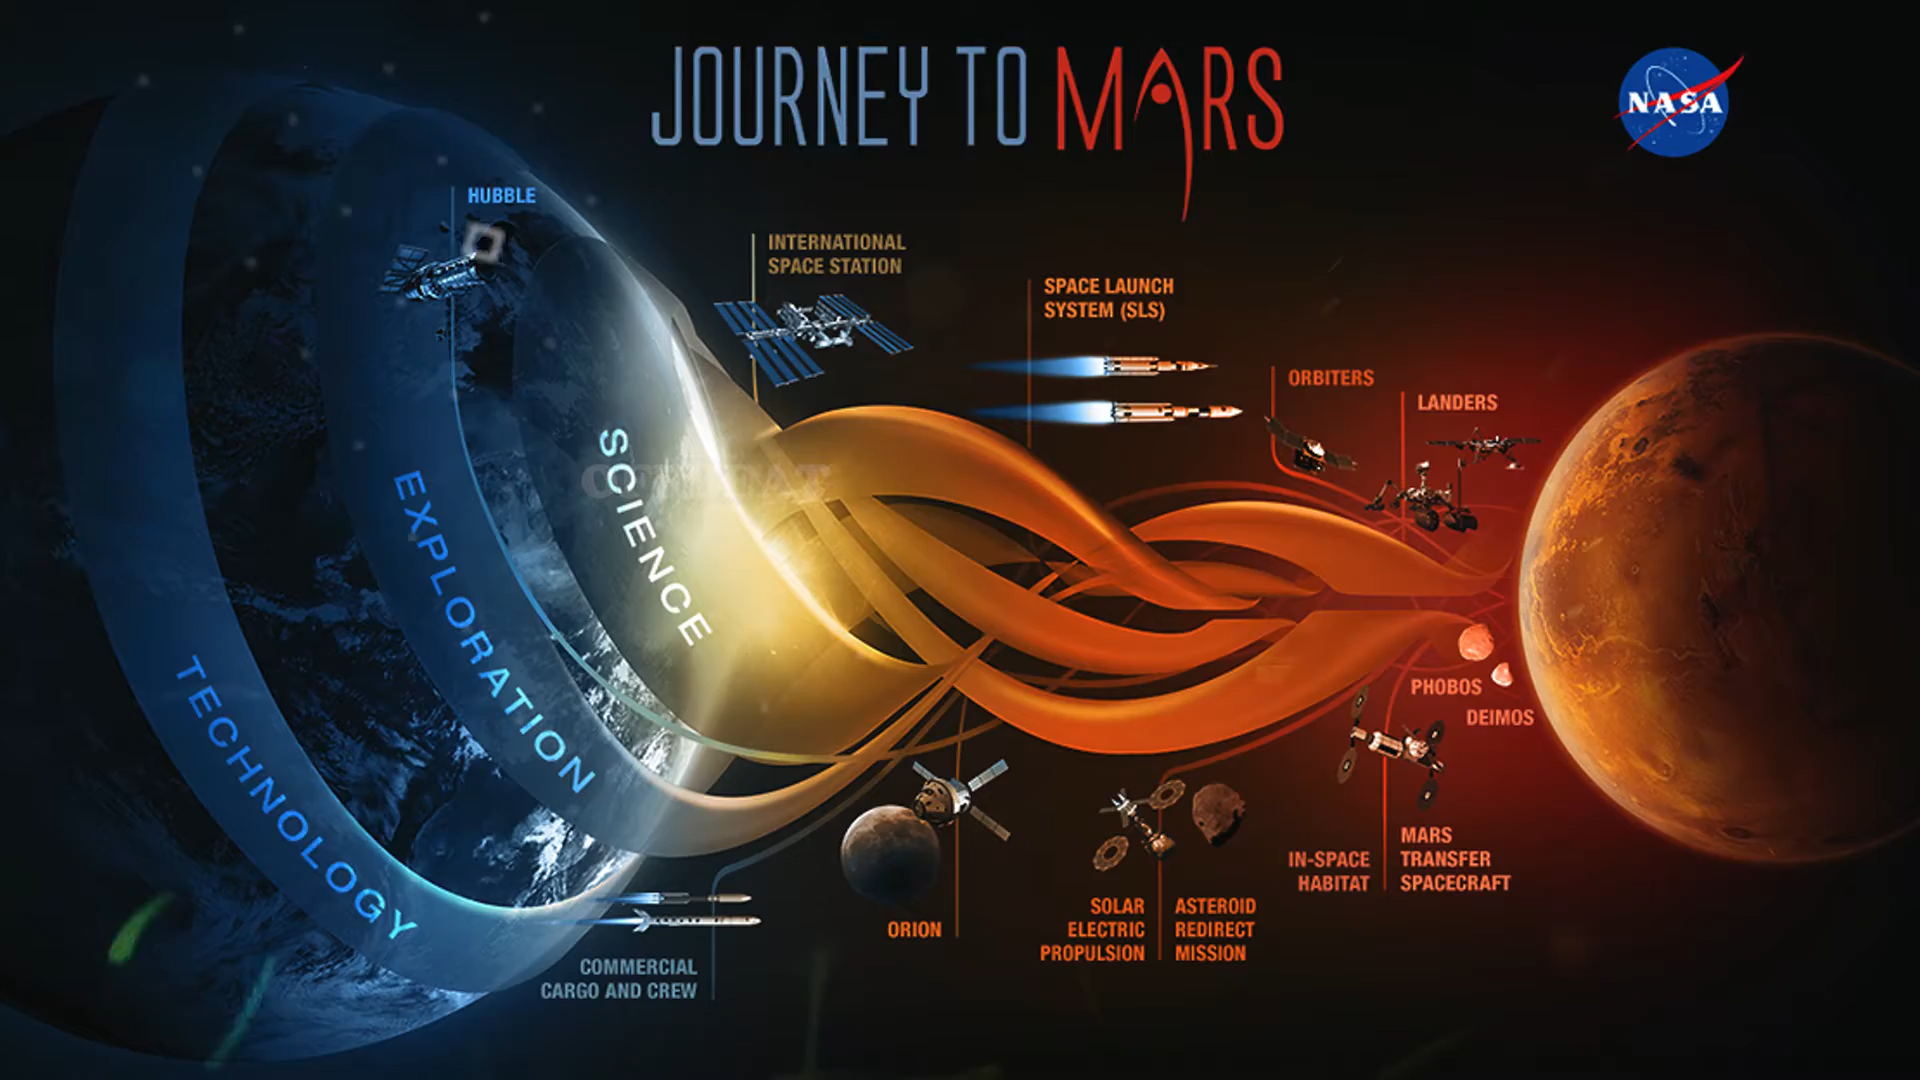 JOURNEY TO MARS
NASA
HUBBLE
INTERNATIONAL
SPACE STATION
SPACE LAUNCH
SYSTEM (SLS)
ORBITERS
LANDERS
SCIENCE
EXPLORATION
TECHNOLOGY
PHOBOS
DEIMOS
COMMERCIAL
CARGO AND CREW
ORION
SOLAR
ELECTRIC
PROPULSION
ASTEROID
REDIRECT
MISSION
IN-SPACE
HABITAT
MARS
TRANSFER
SPACECRAFT